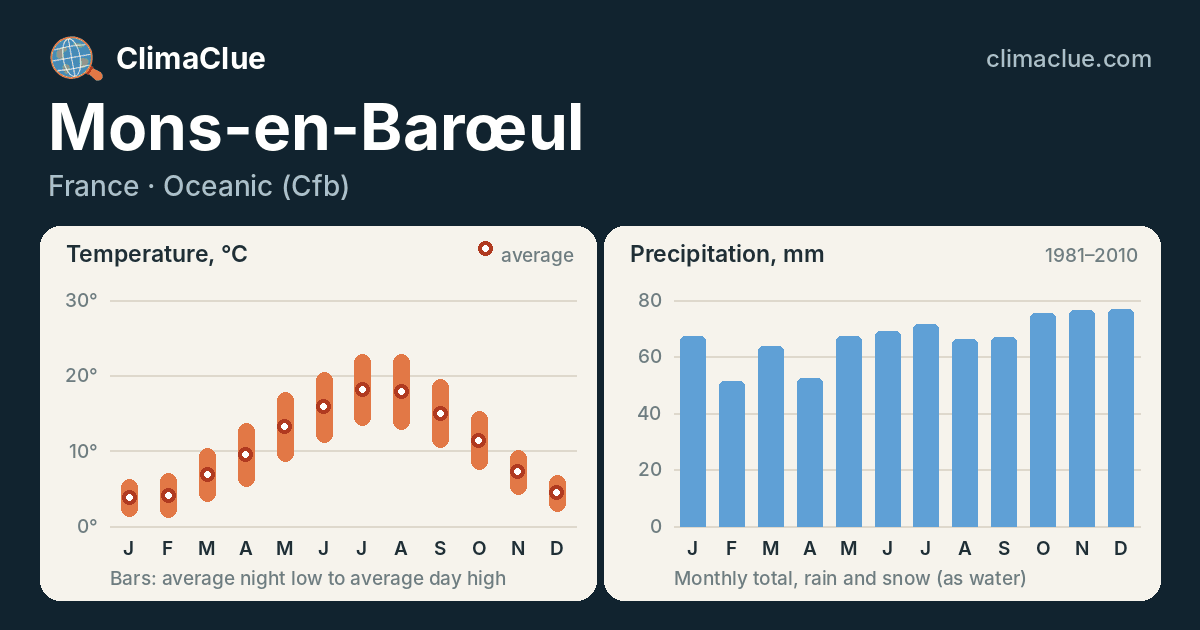 ClimaClue
climaclue.com
Mons-en-Barœul
France · Oceanic (Cfb)
Temperature, °C
average
30°
20°
10°
0°
J F M A M J J A S O N D
Bars: average night low to average day high
Precipitation, mm
1981–2010
80
60
40
20
0
J F M A M J J A S O N D
Monthly total, rain and snow (as water)